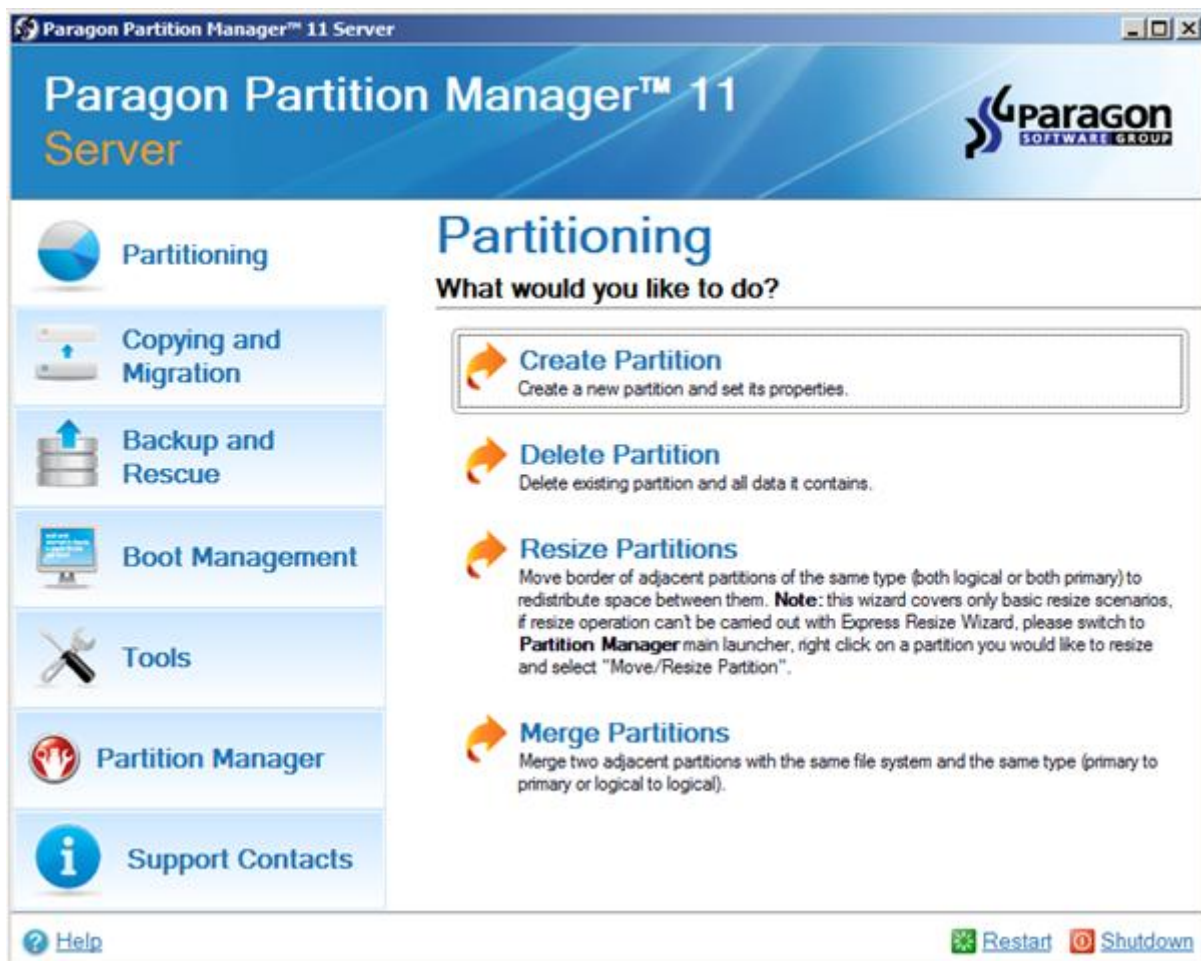 Paragon Partition Manager™ 11 Server
Paragon Partition Manager™ 11
Server
Paragon
SOFTWARE GROUP
Partitioning
Copying and
Migration
Backup and
Rescue
Boot Management
Tools
Partition Manager
Support Contacts
Partitioning
What would you like to do?
Create Partition
Create a new partition and set its properties.
Delete Partition
Delete existing partition and all data it contains.
Resize Partitions
Move border of adjacent partitions of the same type (both logical or both primary) to
redistribute space between them. Note: this wizard covers only basic resize scenarios,
if resize operation can't be carried out with Express Resize Wizard, please switch to
Partition Manager main launcher, right click on a partition you would like to resize
and select "Move/Resize Partition".
Merge Partitions
Merge two adjacent partitions with the same file system and the same type (primary to
primary or logical to logical).
Help
Restart
Shutdown